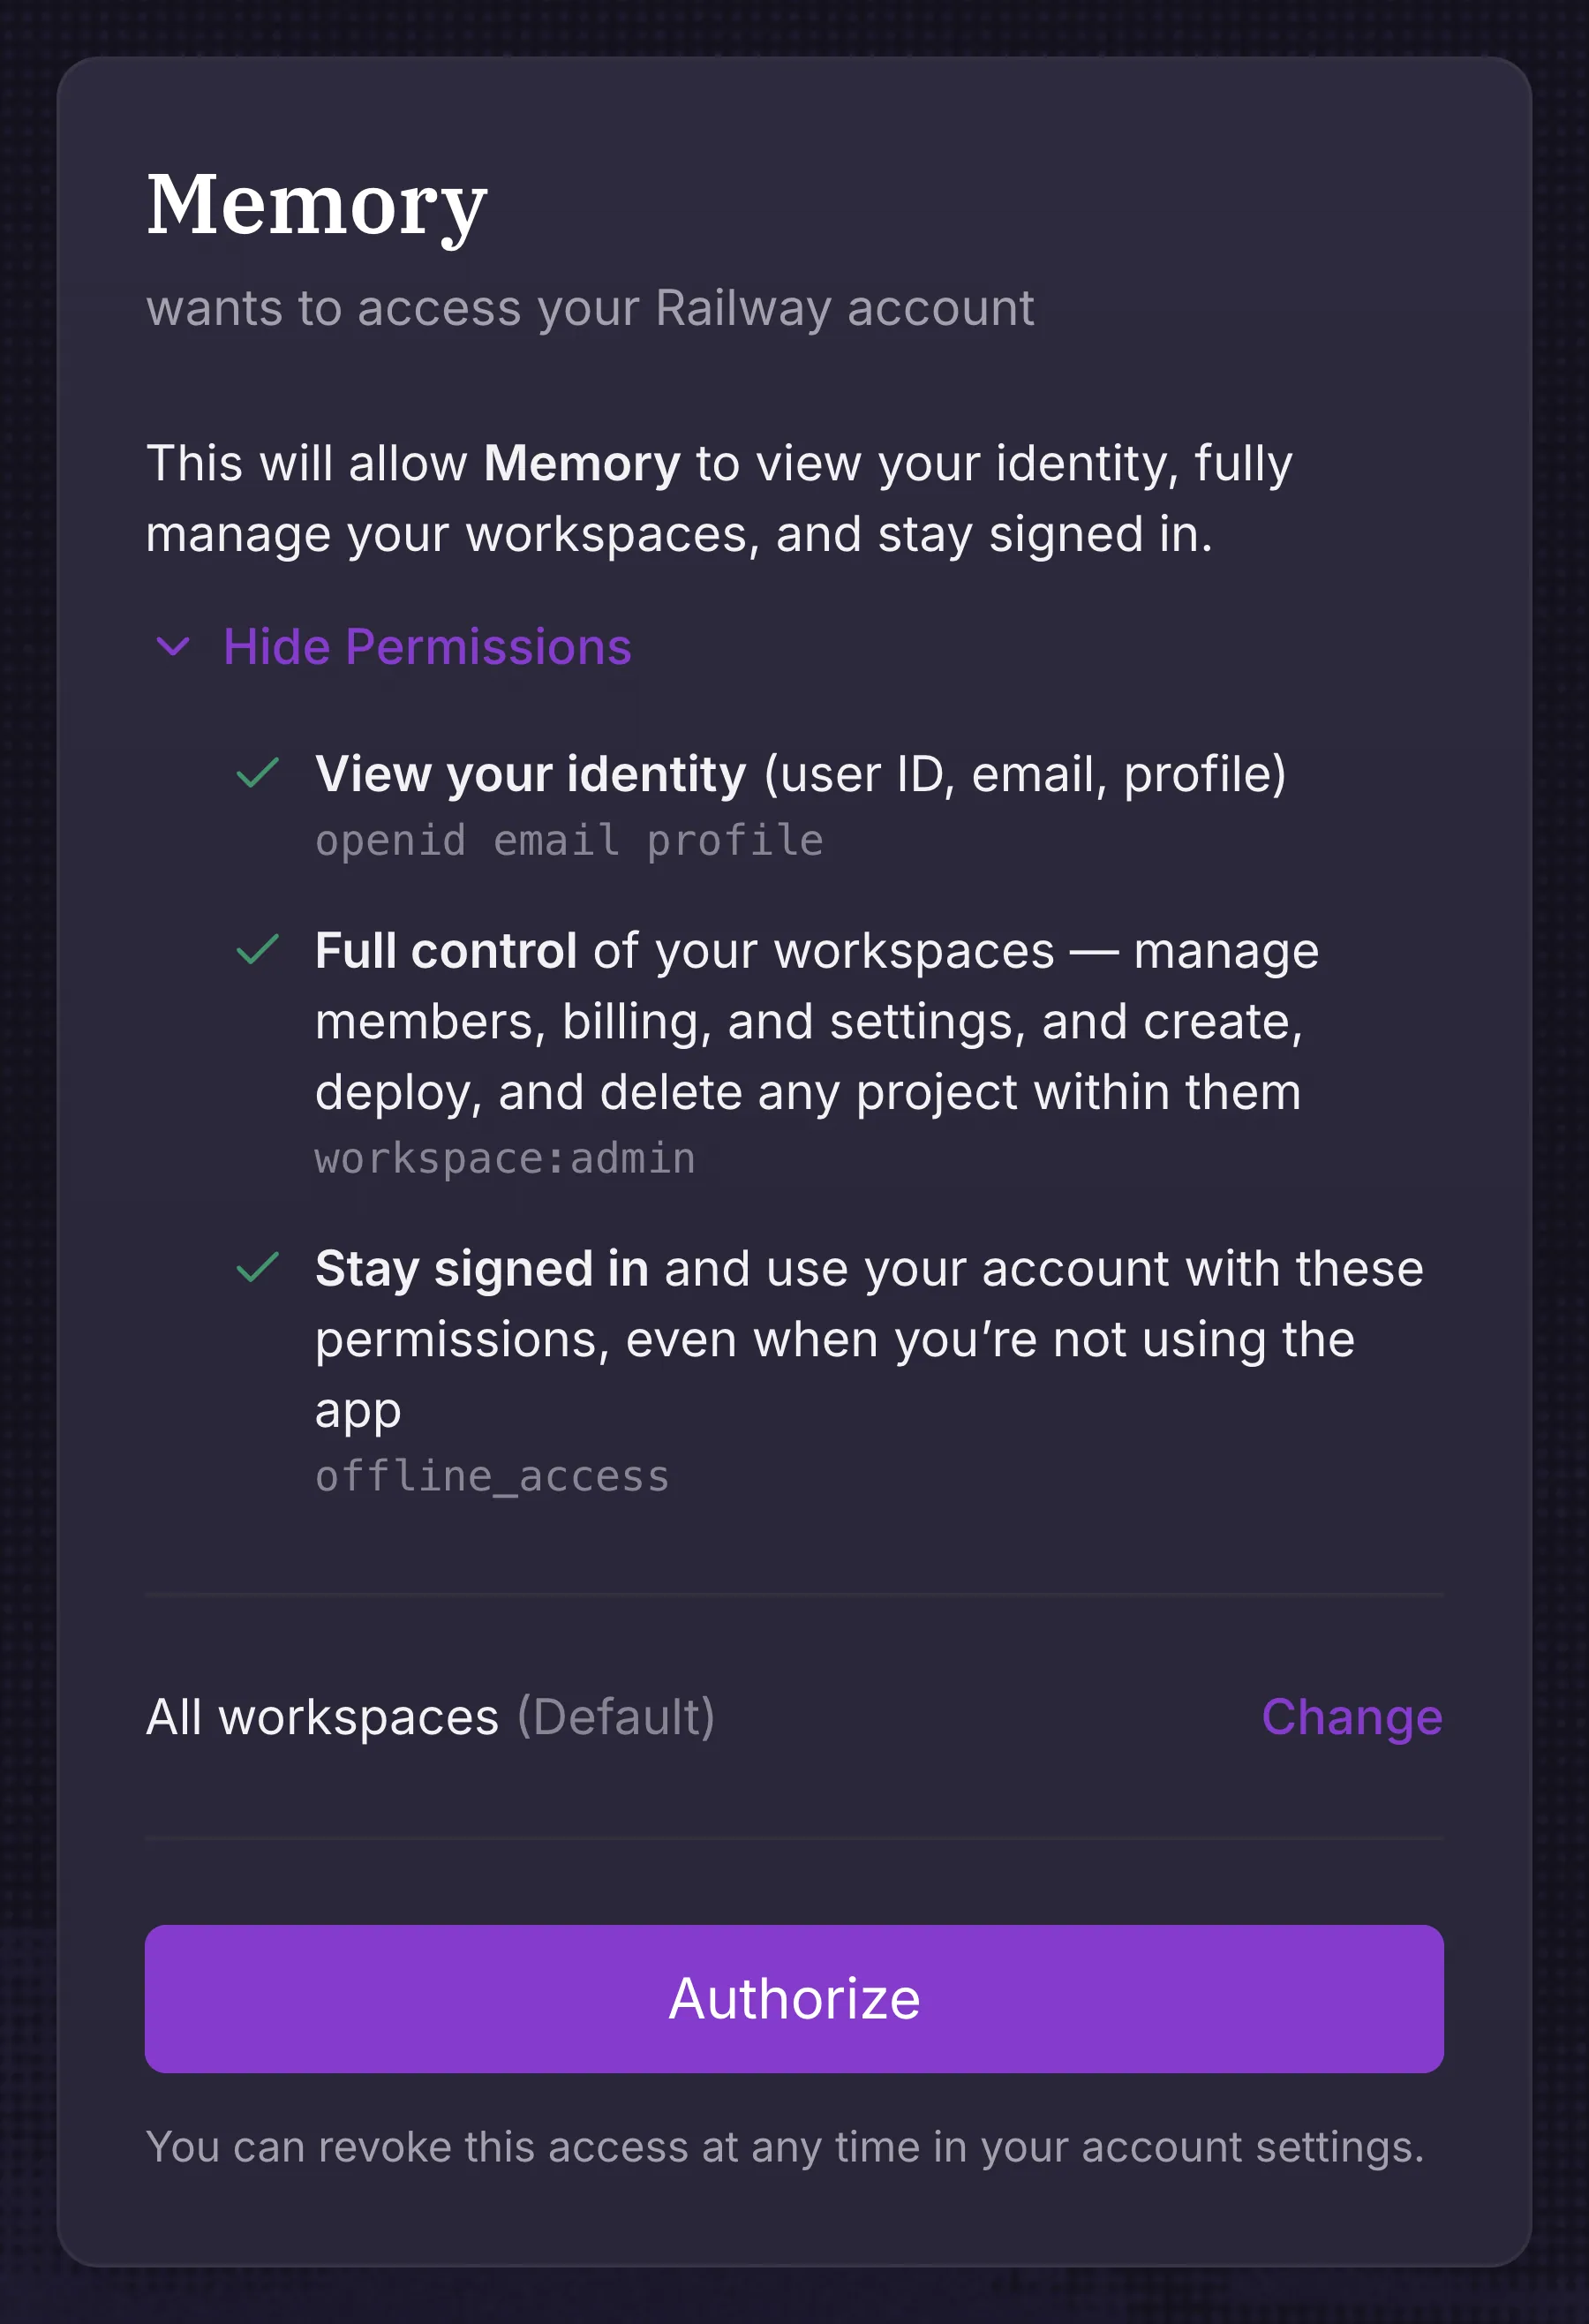 Memory
wants to access your Railway account
This will allow Memory to view your identity, fully
manage your workspaces, and stay signed in.
Hide Permissions
View your identity (user ID, email, profile)
openid email profile
Full control of your workspaces — manage
members, billing, and settings, and create,
deploy, and delete any project within them
workspace:admin
Stay signed in and use your account with these
permissions, even when you’re not using the
app
offline_access
All workspaces (Default)
Change
Authorize
You can revoke this access at any time in your account settings.